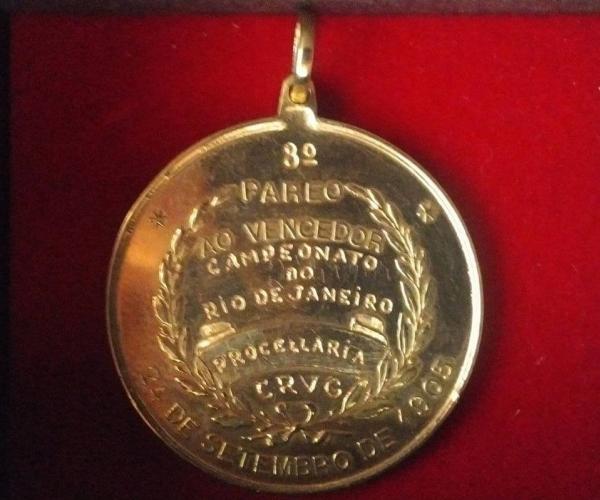 8º
PAREO
AO VENCEDOR
CAMPEONATO
DO
RIO DE JANEIRO
PROCELLARIA
CRVG
24 DE SETEMBRO DE 1905